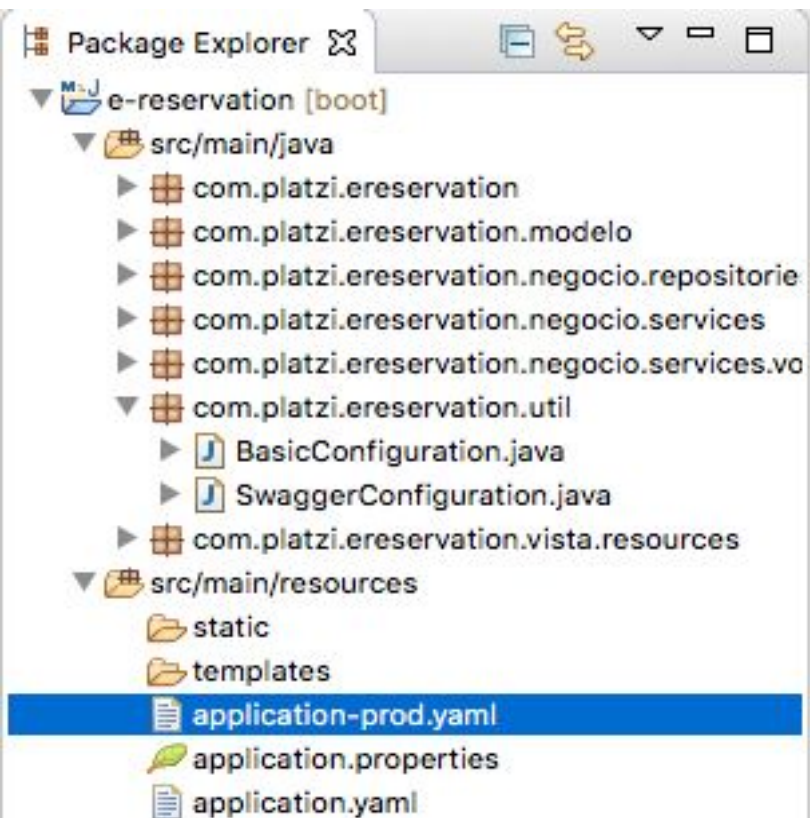 Package Explorer
e-reservation [boot]
src/main/java
com.platzi.ereservation
com.platzi.ereservation.modelo
com.platzi.ereservation.negocio.repositorie
com.platzi.ereservation.negocio.services
com.platzi.ereservation.negocio.services.vo
com.platzi.ereservation.util
BasicConfiguration.java
SwaggerConfiguration.java
com.platzi.ereservation.vista.resources
src/main/resources
static
templates
application-prod.yaml
application.properties
application.yaml